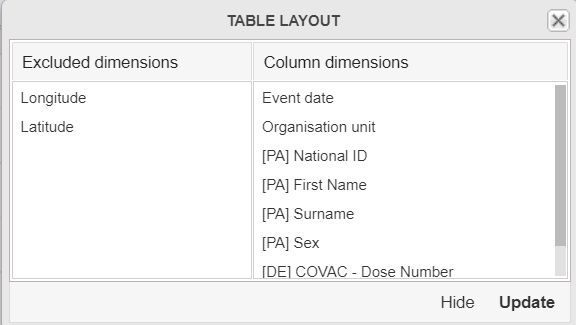 TABLE LAYOUT
Excluded dimensions
Column dimensions
Longitude
Latitude
Event date
Organisation unit
[PA] National ID
[PA] First Name
[PA] Surname
[PA] Sex
[DE] COVAC - Dose Number
Hide
Update